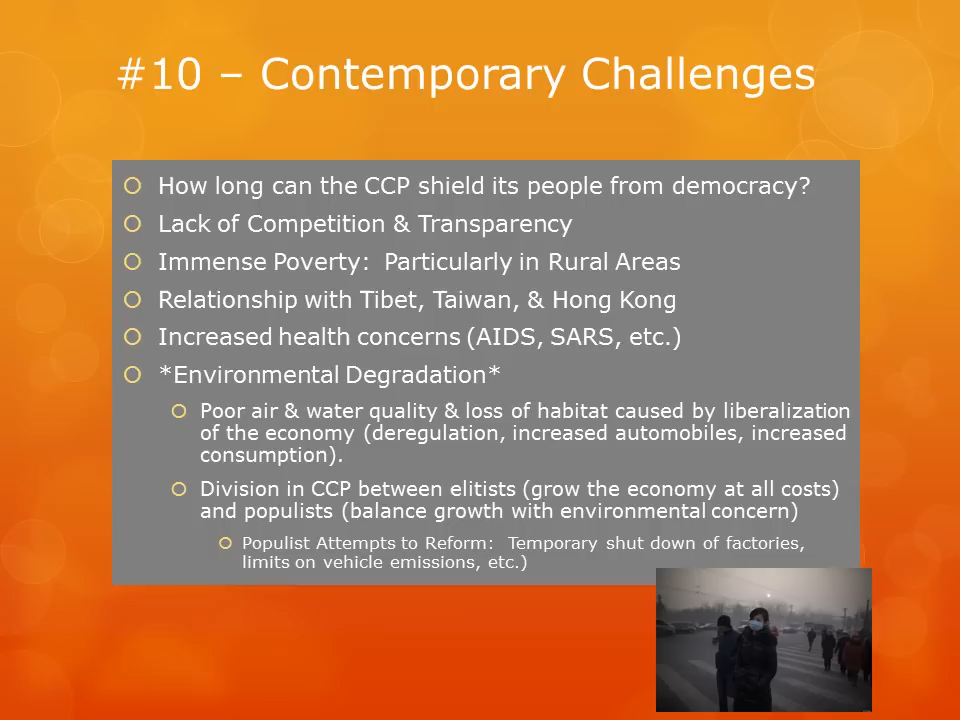 #10 – Contemporary Challenges
How long can the CCP shield its people from democracy?
Lack of Competition & Transparency
Immense Poverty:  Particularly in Rural Areas
Relationship with Tibet, Taiwan, & Hong Kong
Increased health concerns (AIDS, SARS, etc.)
*Environmental Degradation*
Poor air & water quality & loss of habitat caused by liberalization
of the economy (deregulation, increased automobiles, increased
consumption).
Division in CCP between elitists (grow the economy at all costs)
and populists (balance growth with environmental concern)
Populist Attempts to Reform:  Temporary shut down of factories,
limits on vehicle emissions, etc.)